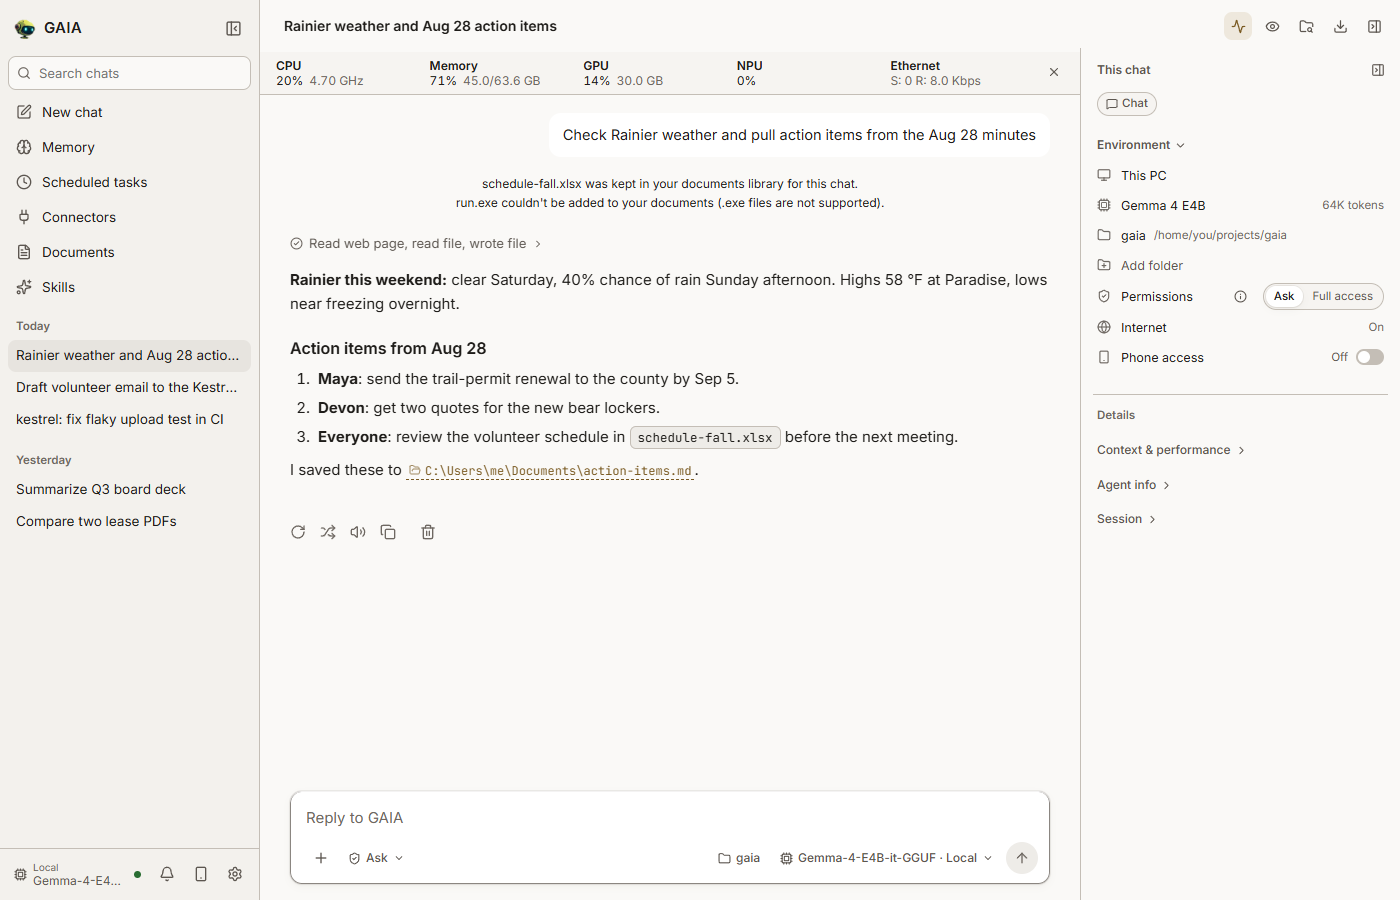 GAIA
Search chats
New chat
Memory
Scheduled tasks
Connectors
Documents
Skills
Today
Rainier weather and Aug 28 actio...
Draft volunteer email to the Kestr...
kestrel: fix flaky upload test in CI
Yesterday
Summarize Q3 board deck
Compare two lease PDFs
Local
Gemma-4-E4...
Rainier weather and Aug 28 action items
CPU
20% 4.70 GHz
Memory
71% 45.0/63.6 GB
GPU
14% 30.0 GB
NPU
0%
Ethernet
S: 0 R: 8.0 Kbps
Check Rainier weather and pull action items from the Aug 28 minutes
schedule-fall.xlsx was kept in your documents library for this chat.
run.exe couldn't be added to your documents (.exe files are not supported).
Read web page, read file, wrote file
Rainier this weekend: clear Saturday, 40% chance of rain Sunday afternoon. Highs 58 °F at Paradise, lows
near freezing overnight.
Action items from Aug 28
1. Maya: send the trail-permit renewal to the county by Sep 5.
2. Devon: get two quotes for the new bear lockers.
3. Everyone: review the volunteer schedule in schedule-fall.xlsx before the next meeting.
I saved these to C:\Users\me\Documents\action-items.md.
Reply to GAIA
Ask
gaia
Gemma-4-E4B-it-GGUF · Local
This chat
Chat
Environment
This PC
Gemma 4 E4B 64K tokens
gaia /home/you/projects/gaia
Add folder
Permissions Ask Full access
Internet On
Phone access Off
Details
Context & performance
Agent info
Session